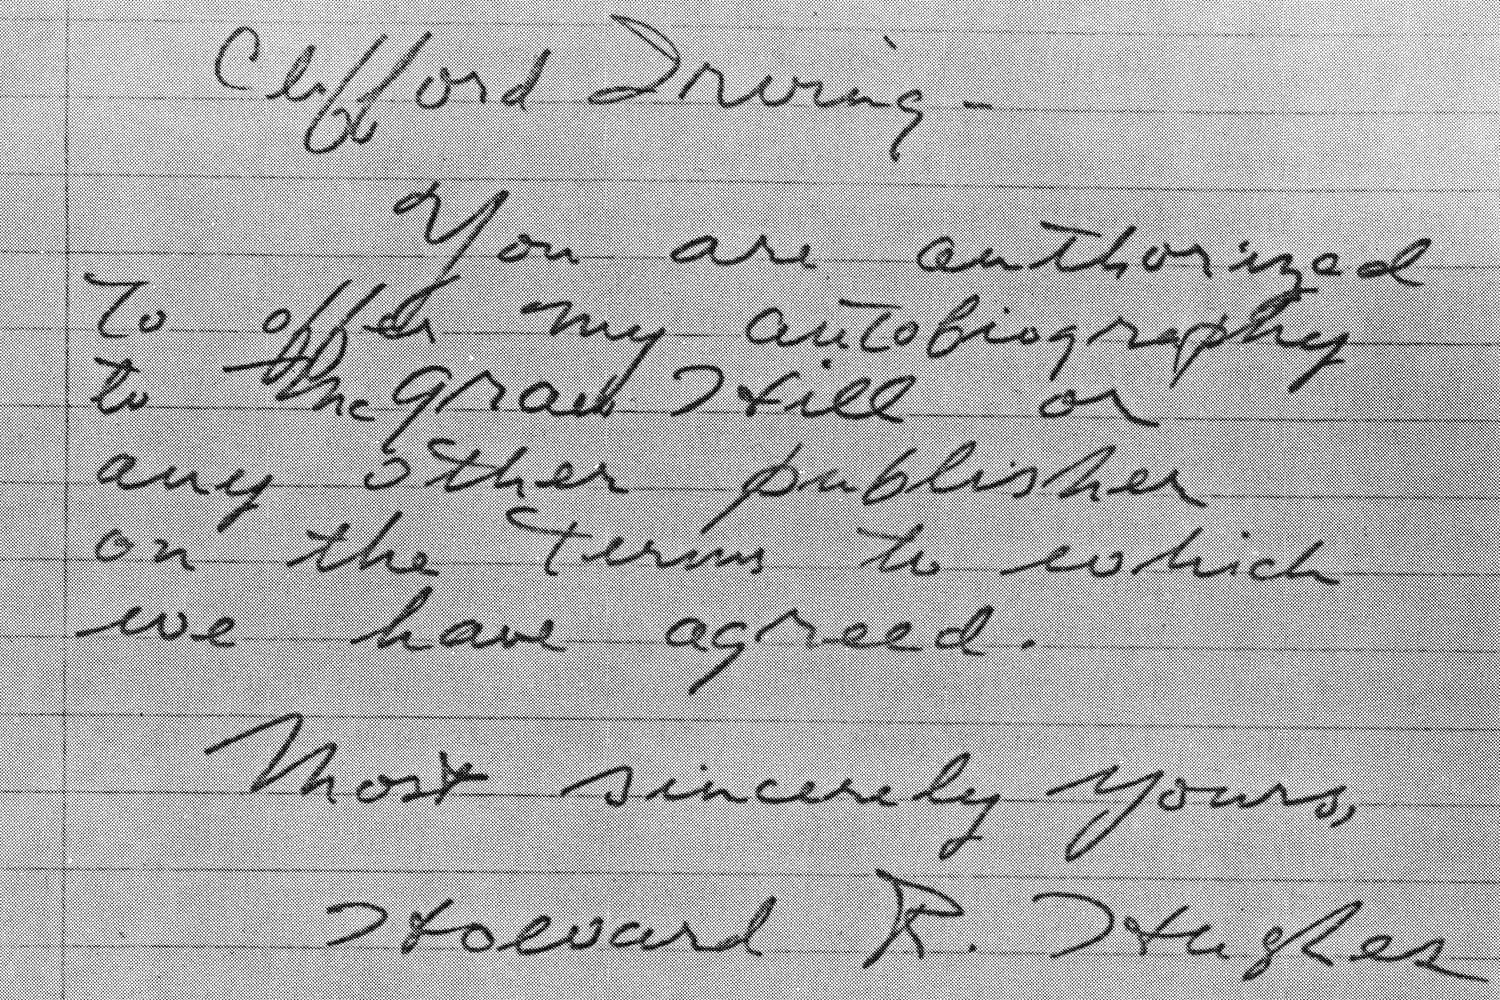 Clifford Irving -
You are authorized
to offer my autobiography
to McGraw Hill or
any other publisher
on the terms to which
we have agreed.
Most sincerely yours,
Howard R. Hughes